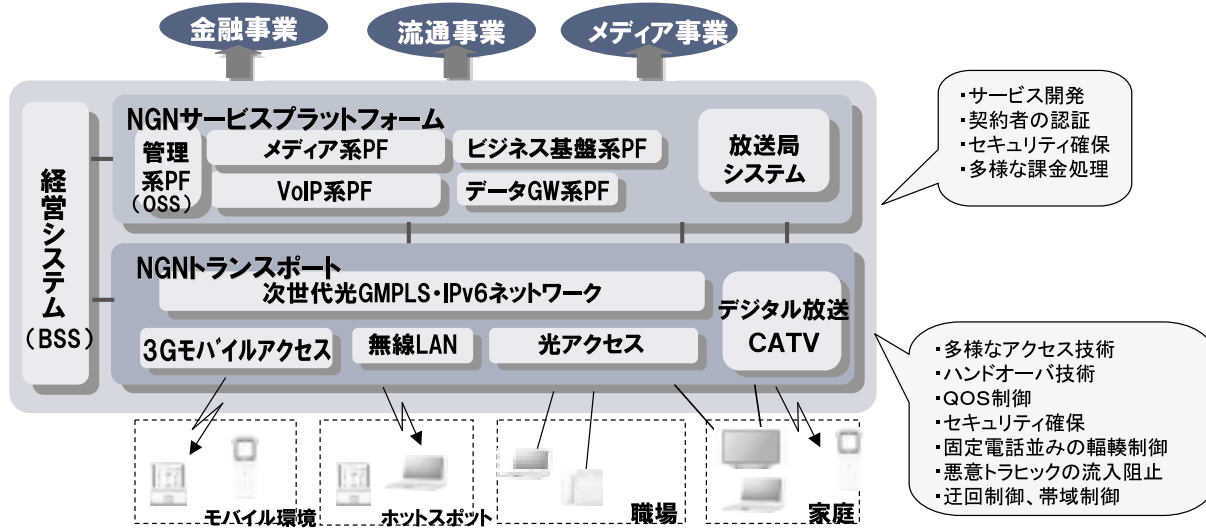 金融事業
流通事業
メディア事業
経営システム
(BSS)
NGNサービスプラットフォーム
管理
系PF
(OSS)
メディア系PF
ビジネス基盤系PF
VoIP系PF
データGW系PF
放送局
システム
・サービス開発
・契約者の認証
・セキュリティ確保
・多様な課金処理
NGNトランスポート
次世代光GMPLS・IPv6ネットワーク
デジタル放送
CATV
3Gモバイルアクセス
無線LAN
光アクセス
・多様なアクセス技術
・ハンドオーバ技術
・QOS制御
・セキュリティ確保
・固定電話並みの輻輳制御
・悪意トラヒックの流入阻止
・迂回制御、帯域制御
モバイル環境
ホットスポット
職場
家庭